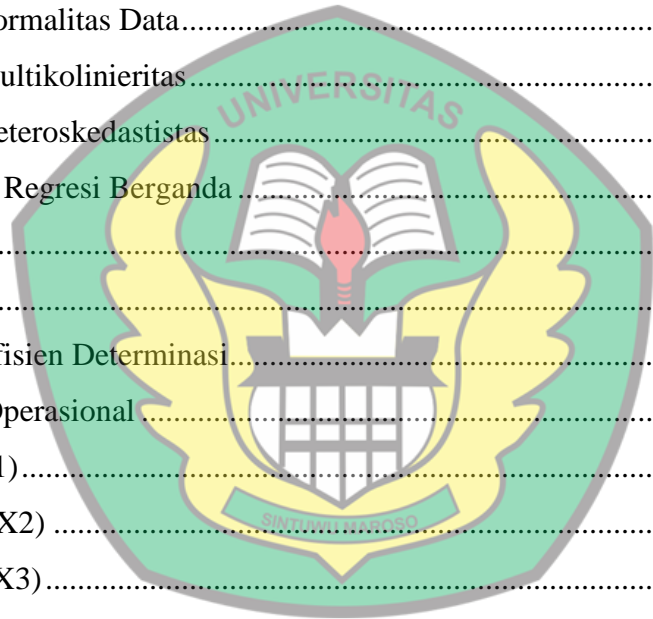 ormalitas Data............................................................
UNIVERSITAS
ultikolinieritas............................................................
eteroskedastistas............................................................
Regresi Berganda............................................................
............................................................
............................................................
fisien Determinasi............................................................
Operasional............................................................
1)............................................................
X2)............................................................
SINTUWU MAROSO
X3)............................................................